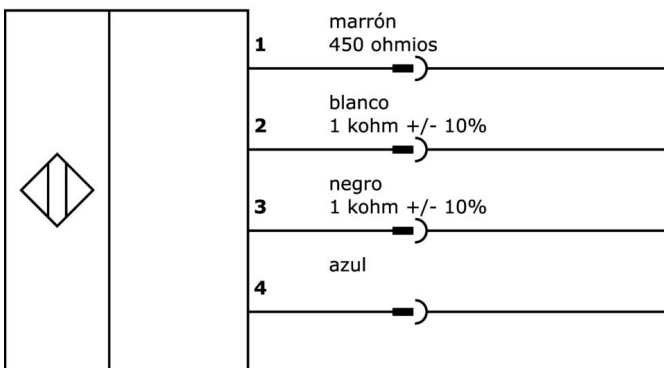 marrón
1
450 ohmios
blanco
2
1 kohm +/- 10%
negro
3
1 kohm +/- 10%
azul
4